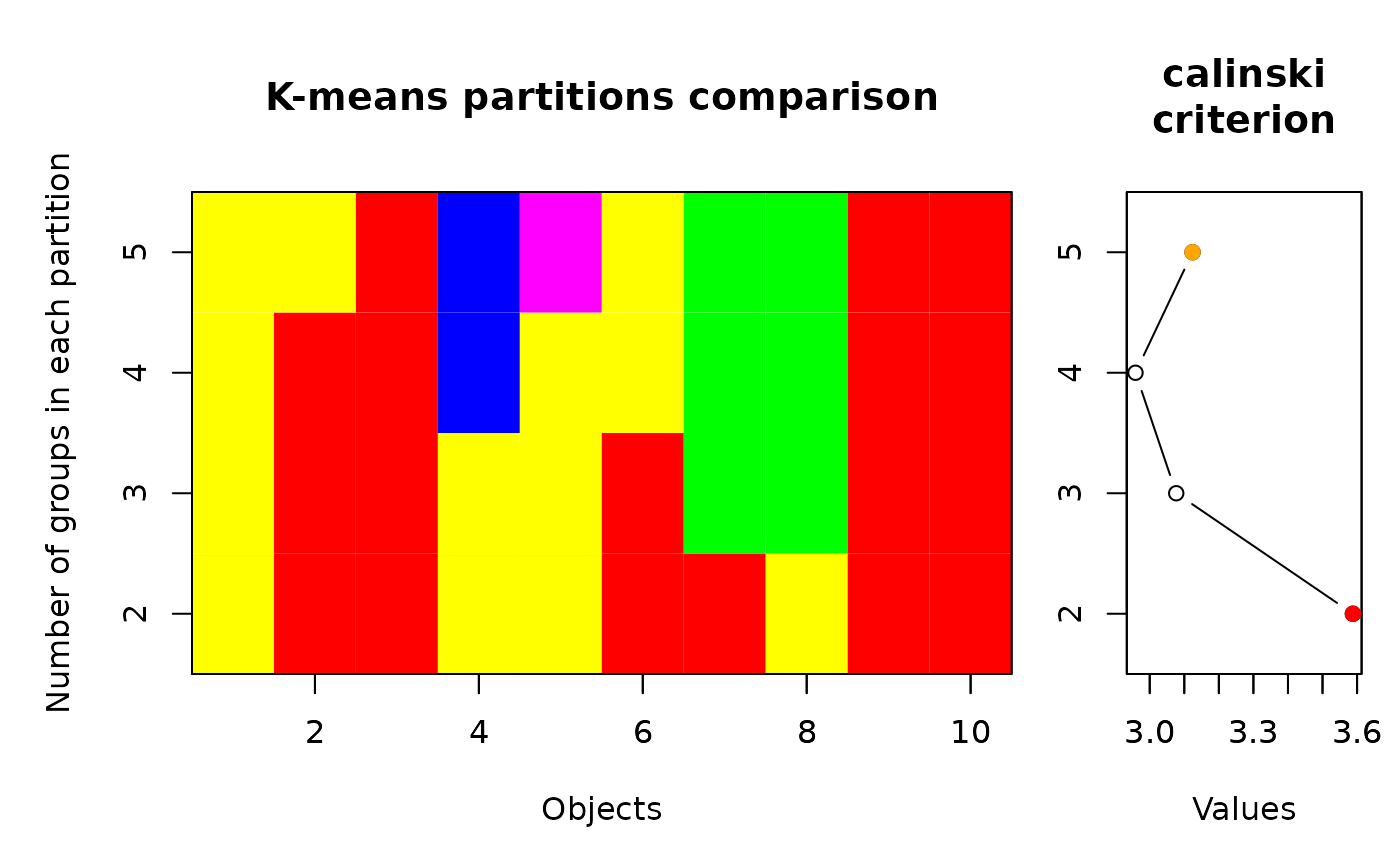 K-means partitions comparison
calinski
criterion
Number of groups in each partition
5
4
3
2
2
4
6
8
10
Objects
5
4
3
2
3.0
3.3
3.6
Values